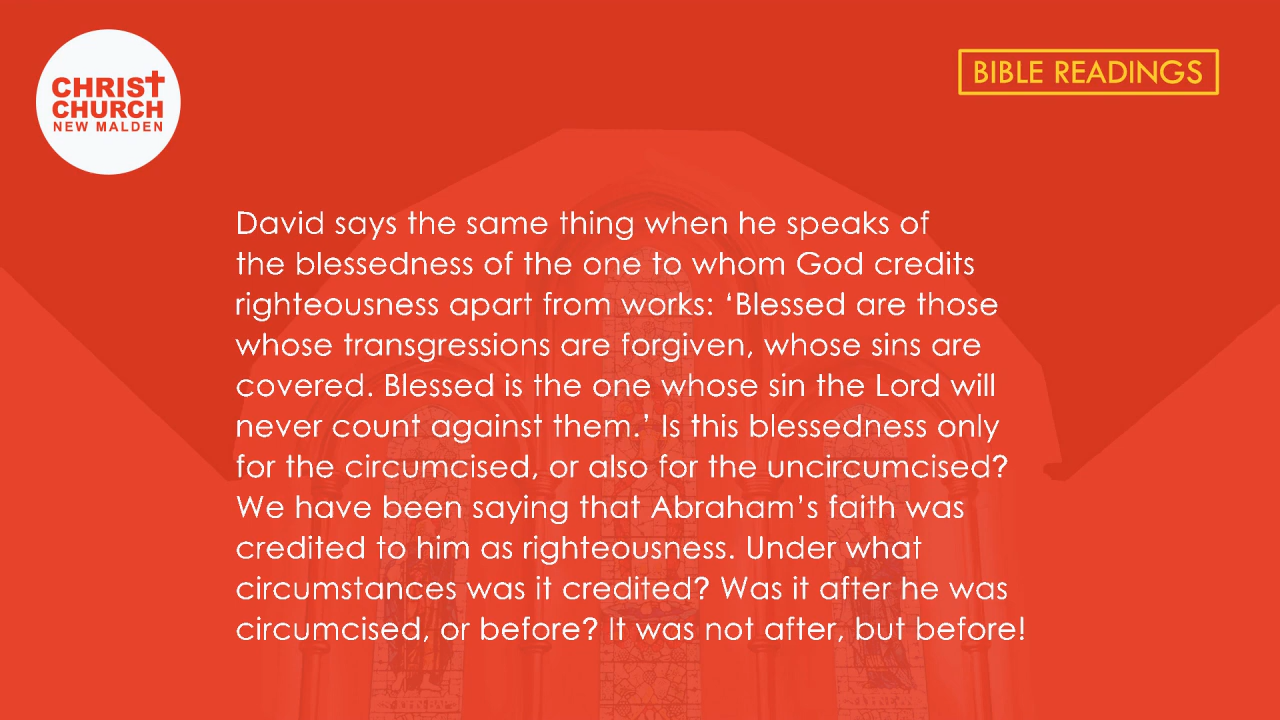 CHRIST
CHURCH
NEW MALDEN
BIBLE READINGS
David says the same thing when he speaks of
the blessedness of the one to whom God credits
righteousness apart from works: ‘Blessed are those
whose transgressions are forgiven, whose sins are
covered. Blessed is the one whose sin the Lord will
never count against them.’ Is this blessedness only
for the circumcised, or also for the uncircumcised?
We have been saying that Abraham’s faith was
credited to him as righteousness. Under what
circumstances was it credited? Was it after he was
circumcised, or before? It was not after, but before!